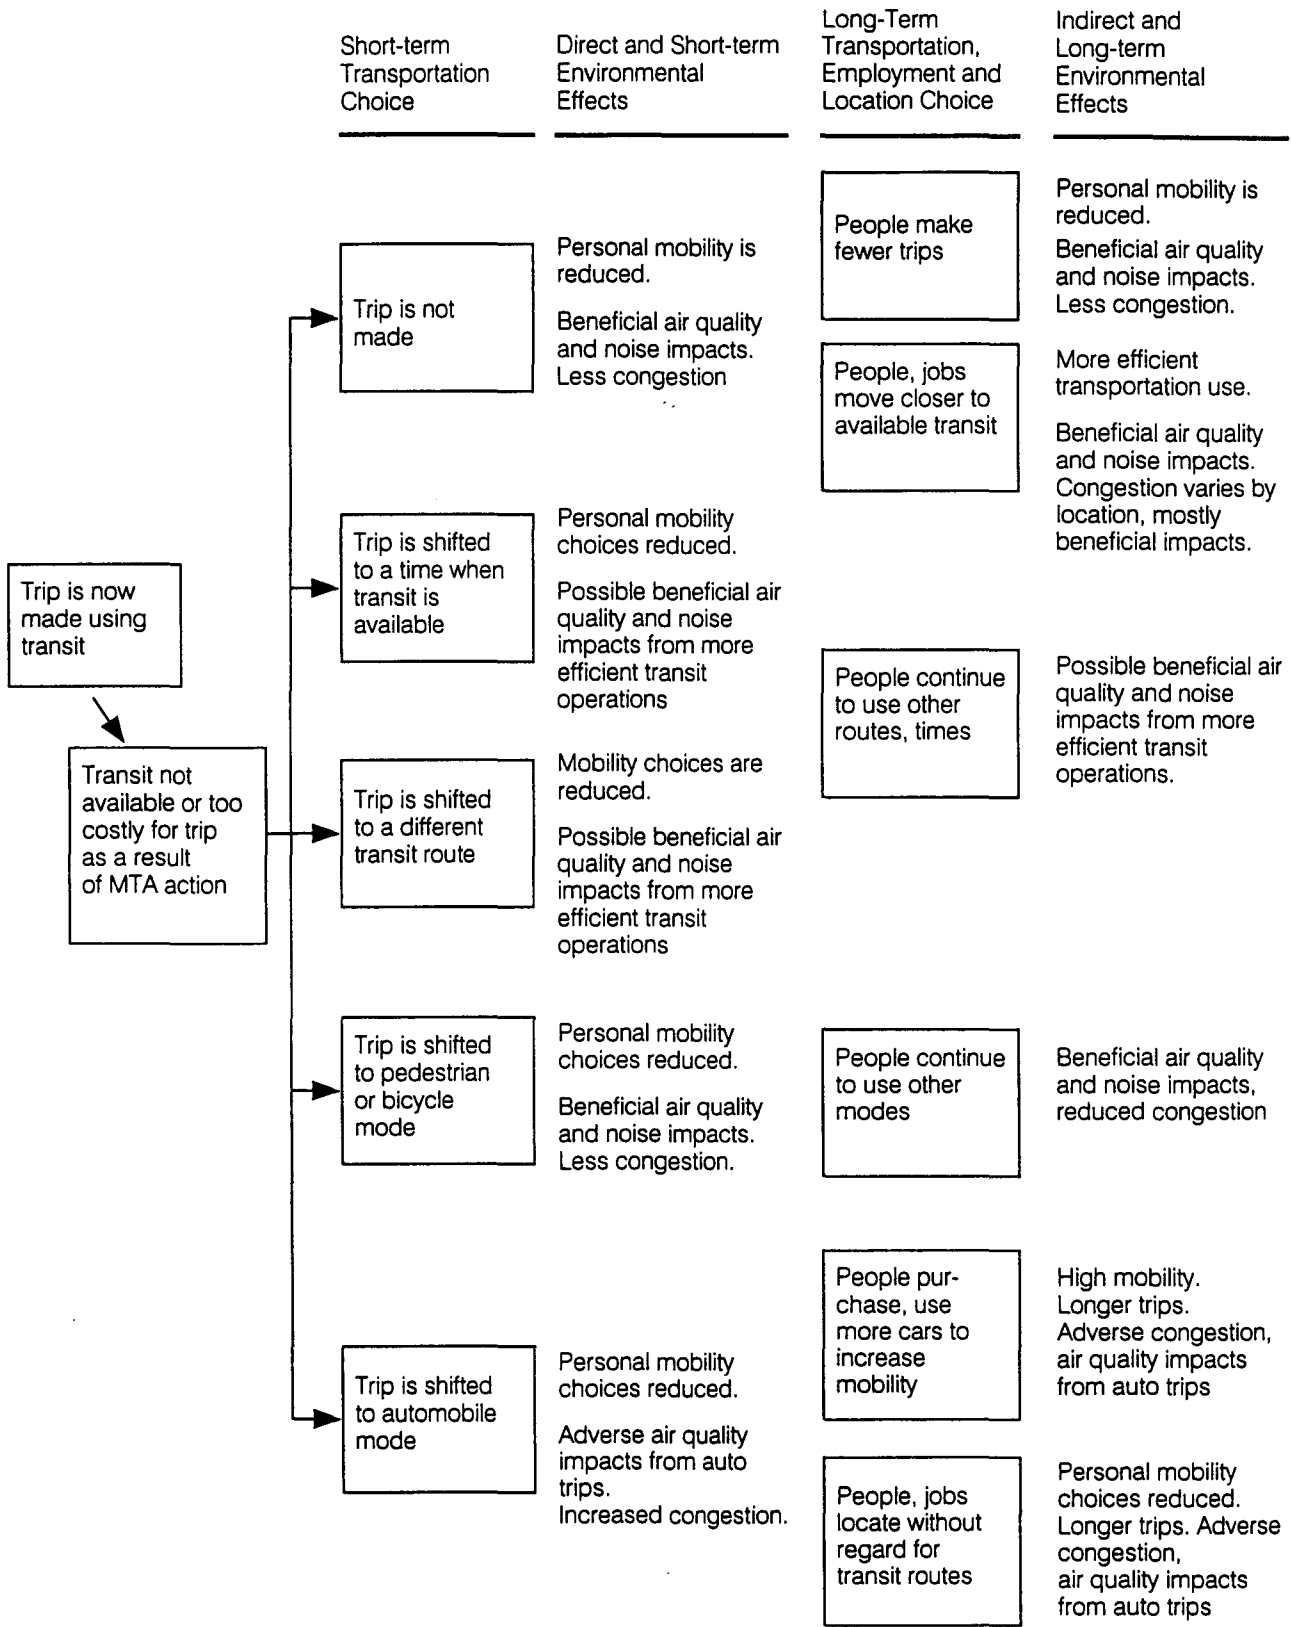 Short-term
Transportation
Choice
Direct and Short-term
Environmental
Effects
Long-Term
Transportation,
Employment and
Location Choice
Indirect and
Long-term
Environmental
Effects
Trip is now
made using
transit
Transit not
available or too
costly for trip
as a result
of MTA action
Trip is not
made
Personal mobility is
reduced.
Beneficial air quality
and noise impacts.
Less congestion
Trip is shifted
to a time when
transit is
available
Personal mobility
choices reduced.
Possible beneficial air
quality and noise
impacts from more
efficient transit
operations
Trip is shifted
to a different
transit route
Mobility choices are
reduced.
Possible beneficial air
quality and noise
impacts from more
efficient transit
operations
Trip is shifted
to pedestrian
or bicycle
mode
Personal mobility
choices reduced.
Beneficial air quality
and noise impacts.
Less congestion.
Trip is shifted
to automobile
mode
Personal mobility
choices reduced.
Adverse air quality
impacts from auto
trips.
Increased congestion.
People make
fewer trips
Personal mobility is
reduced.
Beneficial air quality
and noise impacts.
Less congestion.
People, jobs
move closer to
available transit
More efficient
transportation use.
Beneficial air quality
and noise impacts.
Congestion varies by
location, mostly
beneficial impacts.
People continue
to use other
routes, times
Possible beneficial air
quality and noise
impacts from more
efficient transit
operations.
People continue
to use other
modes
Beneficial air quality
and noise impacts,
reduced congestion
People pur-
chase, use
more cars to
increase
mobility
High mobility.
Longer trips.
Adverse congestion,
air quality impacts
from auto trips
People, jobs
locate without
regard for
transit routes
Personal mobility
choices reduced.
Longer trips. Adverse
congestion,
air quality impacts
from auto trips